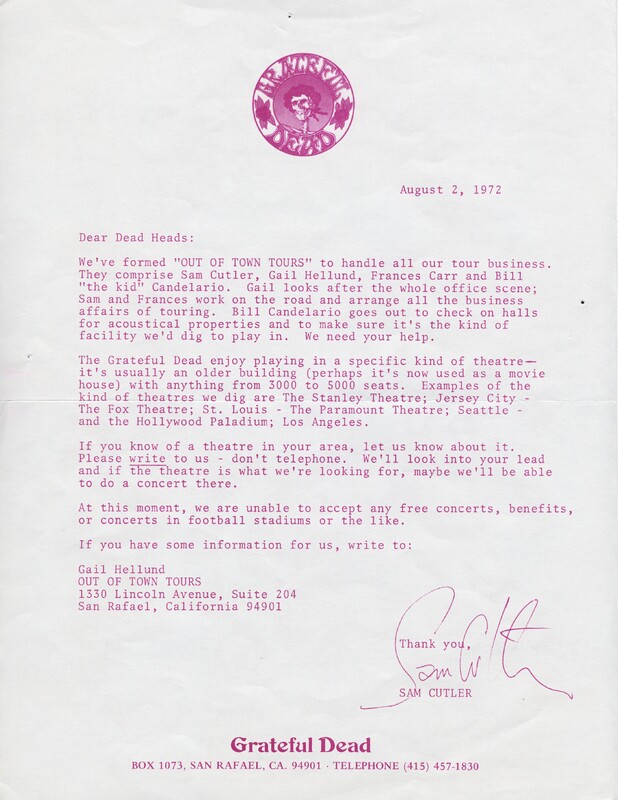 GRATEFUL
DEAD
August 2, 1972
Dear Dead Heads:
We've formed "OUT OF TOWN TOURS" to handle all our tour business.
They comprise Sam Cutler, Gail Hellund, Frances Carr and Bill
"the kid" Candelario.  Gail looks after the whole office scene;
Sam and Frances work on the road and arrange all the business
affairs of touring.  Bill Candelario goes out to check on halls
for acoustical properties and to make sure it's the kind of
facility we'd dig to play in.  We need your help.
The Grateful Dead enjoy playing in a specific kind of theatre—
it's usually an older building (perhaps it's now used as a movie
house) with anything from 3000 to 5000 seats.  Examples of the
kind of theatres we dig are The Stanley Theatre; Jersey City -
The Fox Theatre; St. Louis - The Paramount Theatre; Seattle -
and the Hollywood Paladium; Los Angeles.
If you know of a theatre in your area, let us know about it.
Please write to us - don't telephone.  We'll look into your lead
and if the theatre is what we're looking for, maybe we'll be able
to do a concert there.
At this moment, we are unable to accept any free concerts, benefits,
or concerts in football stadiums or the like.
If you have some information for us, write to:
Gail Hellund
OUT OF TOWN TOURS
1330 Lincoln Avenue, Suite 204
San Rafael, California 94901
Thank you,
Sam Cutler
SAM CUTLER
Grateful Dead
BOX 1073, SAN RAFAEL, CA. 94901 · TELEPHONE (415) 457-1830